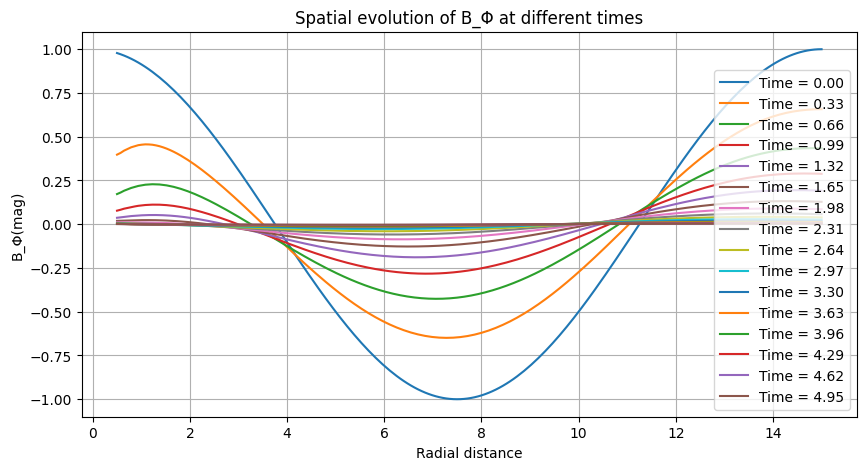 Spatial evolution of B_Φ at different times
B_Φ(mag)
1.00
0.75
0.50
0.25
0.00
−0.25
−0.50
−0.75
−1.00
0 2 4 6 8 10 12 14
Radial distance
Time = 0.00
Time = 0.33
Time = 0.66
Time = 0.99
Time = 1.32
Time = 1.65
Time = 1.98
Time = 2.31
Time = 2.64
Time = 2.97
Time = 3.30
Time = 3.63
Time = 3.96
Time = 4.29
Time = 4.62
Time = 4.95